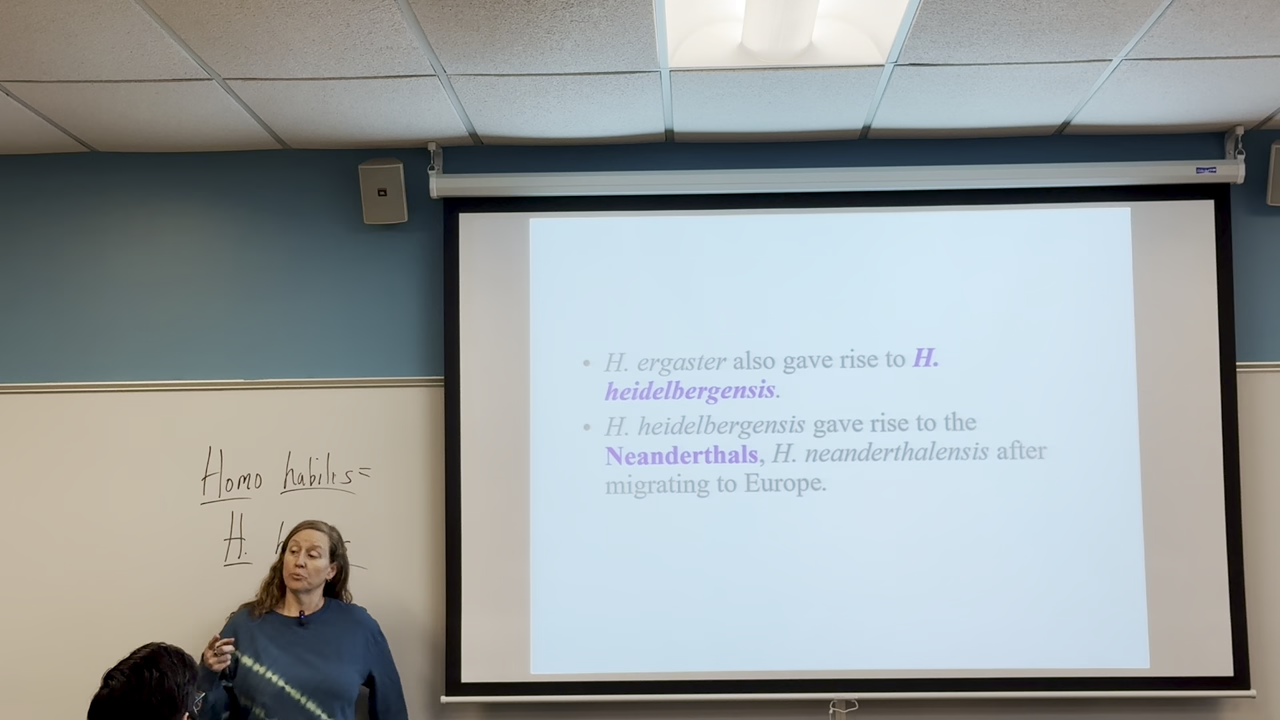 • H. ergaster also gave rise to H.
heidelbergensis.
• H. heidelbergensis gave rise to the
Neanderthals, H. neanderthalensis after
migrating to Europe.
Homo habilis=
H. h